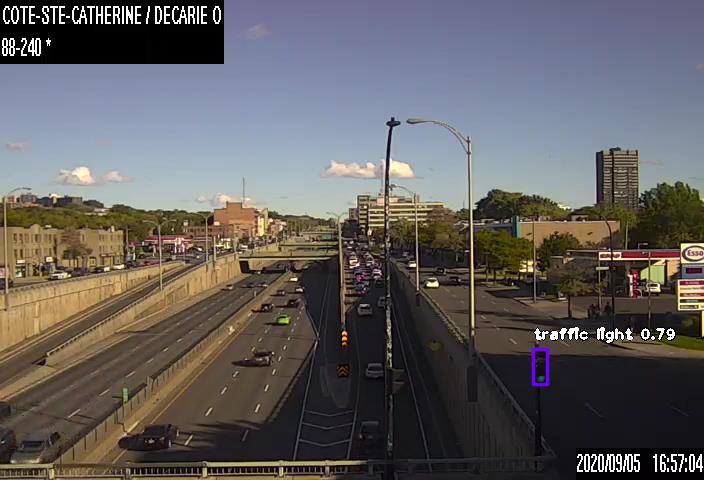 COTE-STE-CATHERINE / DECARIE O
88-240 *
Esso
traffic light 0.79
2020/09/05 16:57:04